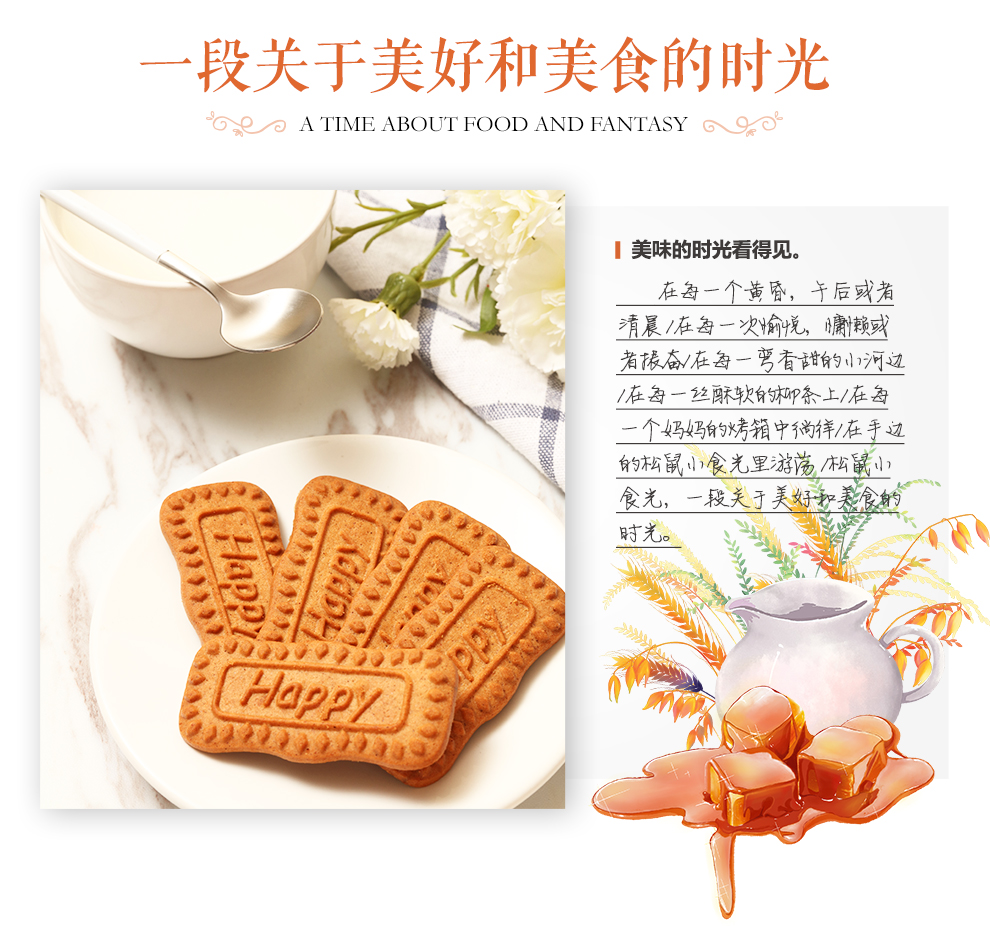 一段关于美好和美食的时光
A TIME ABOUT FOOD AND FANTASY
美味的时光看得见。
在每一个黄昏，午后或者
清晨/在每一次愉悦，慵懒或
者振奋/在每一弯香甜的小河边
/在每一丝酥软的柳条上/在每
一个妈妈的烤箱中徜徉/在手边
的松鼠小食光里游荡/松鼠小
食光，一段关于美好和美食的
时光。
Happy
Happy
Happy
Happy
Happy